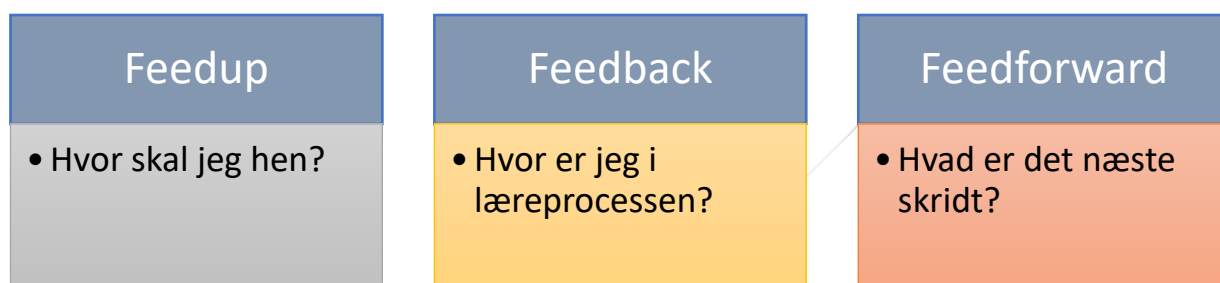 Feedup
• Hvor skal jeg hen?
Feedback
• Hvor er jeg i
læreprocessen?
Feedforward
• Hvad er det næste
skridt?